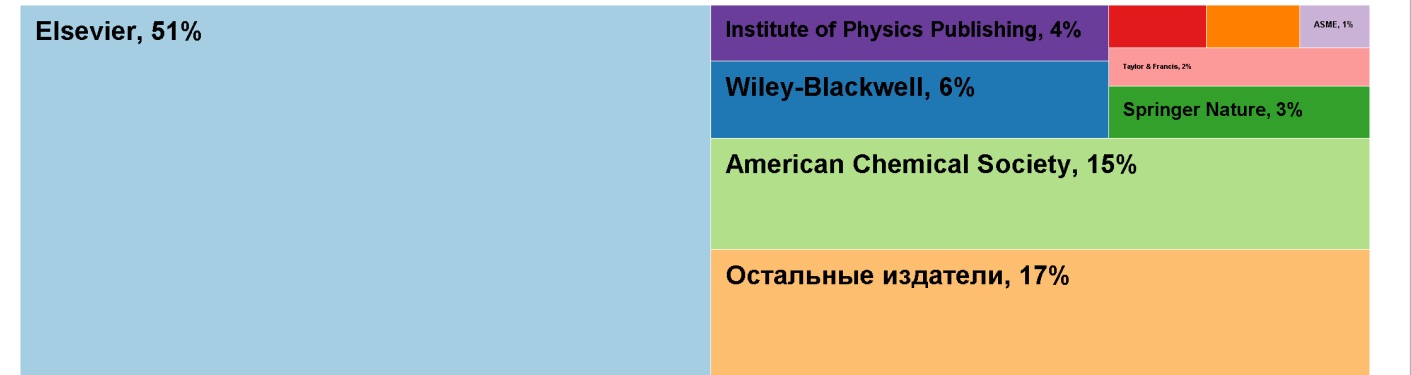 Elsevier, 51%
Institute of Physics Publishing, 4%
ASME, 1%
Taylor & Francis, 2%
Wiley-Blackwell, 6%
Springer Nature, 3%
American Chemical Society, 15%
Остальные издатели, 17%